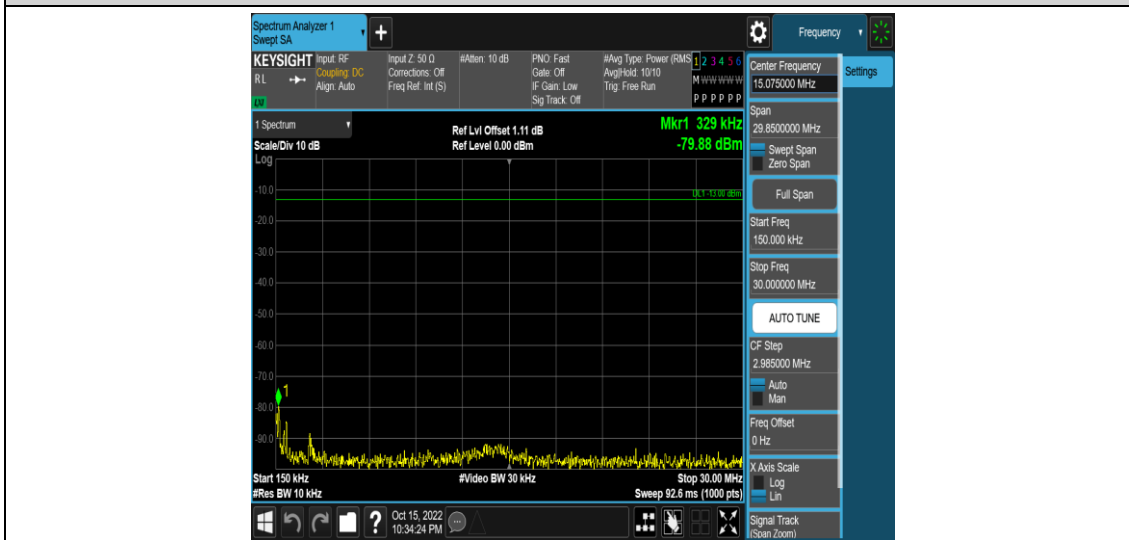 Spectrum Analyzer 1
Swept SA
+
Frequency
KEYSIGHT
RL
LXI
Input: RF
Coupling: DC
Align: Auto
Input Z: 50 Ω
Corrections: Off
Freq Ref: Int (S)
#Atten: 10 dB
PNO: Fast
Gate: Off
IF Gain: Low
Sig Track: Off
#Avg Type: Power (RMS
Avg|Hold: 10/10
Trig: Free Run
1 2 3 4 5 6
M W W W W W
P P P P P P
1 Spectrum
Scale/Div 10 dB
Log
Ref Lvl Offset 1.11 dB
Ref Level 0.00 dBm
Mkr1 329 kHz
-79.88 dBm
DL1 -13.00 dBm
-10.0
-20.0
-30.0
-40.0
-50.0
-60.0
-70.0
-80.0
-90.0
1
Start 150 kHz
#Res BW 10 kHz
#Video BW 30 kHz
Stop 30.00 MHz
Sweep 92.6 ms (1000 pts)
Oct 15, 2022
10:34:24 PM
Center Frequency
15.075000 MHz
Settings
Span
29.8500000 MHz
Swept Span
Zero Span
Full Span
Start Freq
150.000 kHz
Stop Freq
30.000000 MHz
AUTO TUNE
CF Step
2.985000 MHz
Auto
Man
Freq Offset
0 Hz
X Axis Scale
Log
Lin
Signal Track
(Span Zoom)